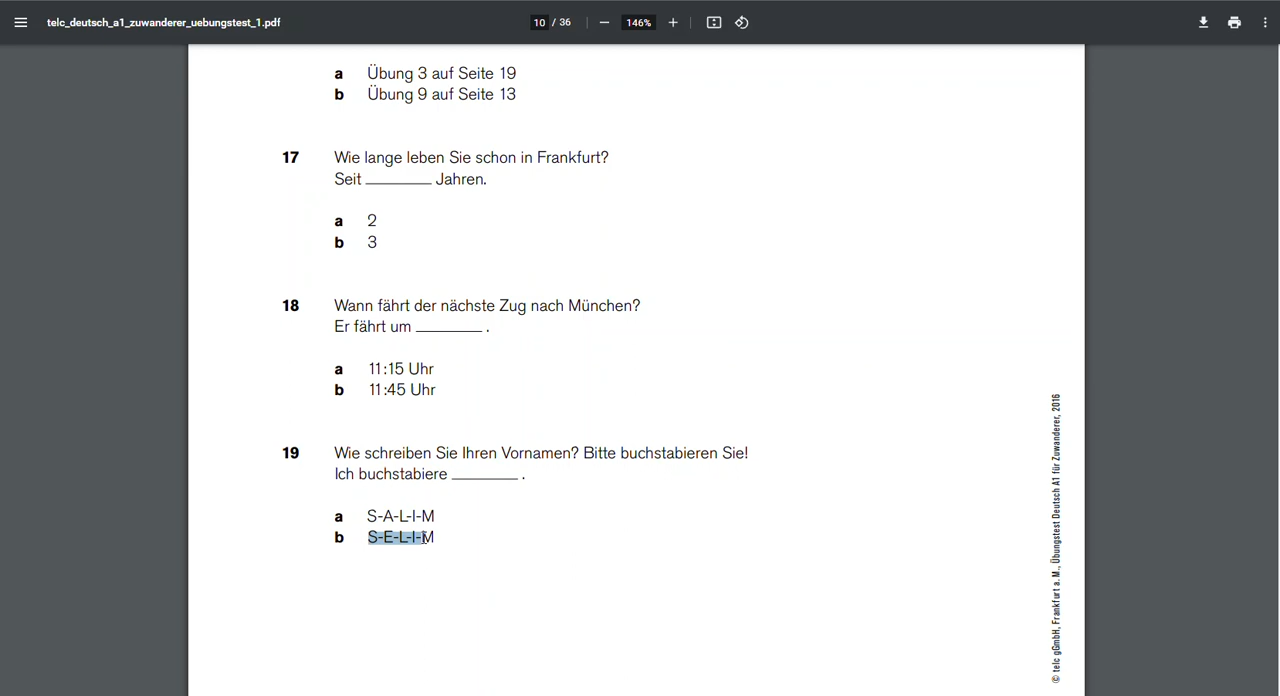 telc_deutsch_a1_zuwanderer_uebungstest_1.pdf
10 / 36
146%
a Übung 3 auf Seite 19
b Übung 9 auf Seite 13
17 Wie lange leben Sie schon in Frankfurt?
Seit ________ Jahren.
a 2
b 3
18 Wann fährt der nächste Zug nach München?
Er fährt um ________ .
a 11:15 Uhr
b 11:45 Uhr
19 Wie schreiben Sie Ihren Vornamen? Bitte buchstabieren Sie!
Ich buchstabiere ________ .
a S-A-L-I-M
b S-E-L-I-M
© telc gGmbH, Frankfurt a. M., Übungstest Deutsch A1 für Zuwanderer, 2016